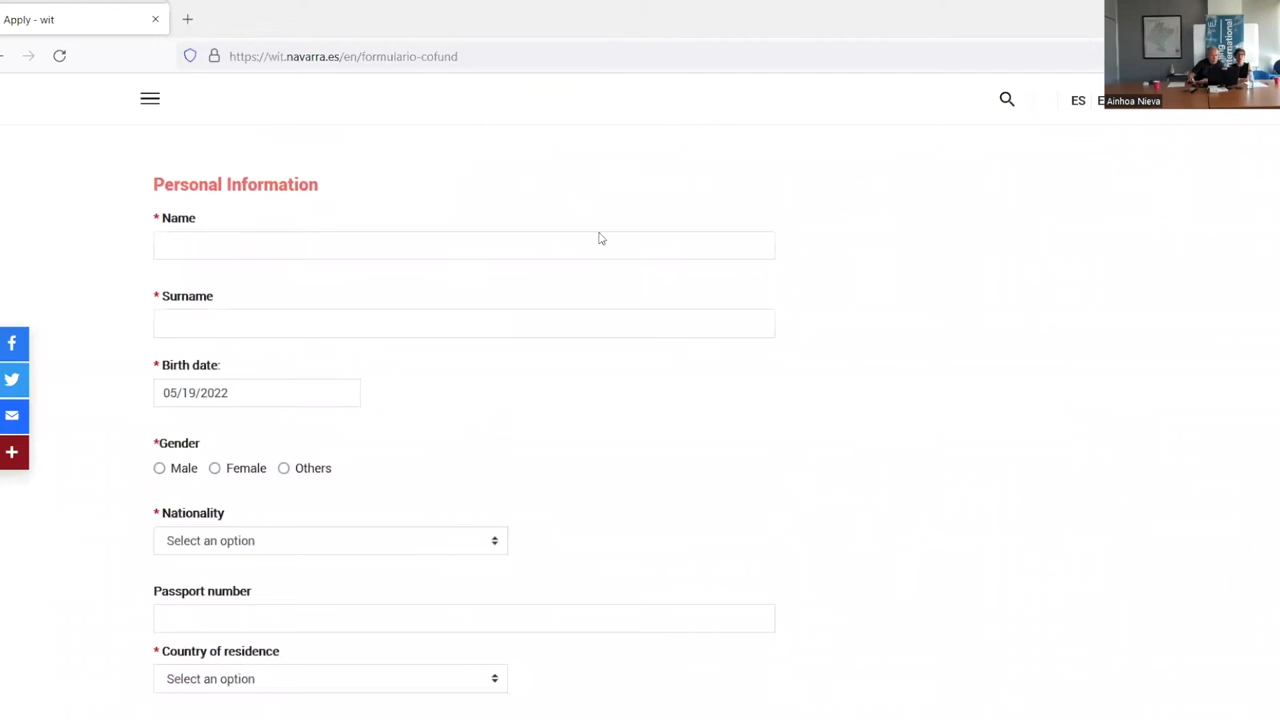 Apply - wit
https://wit.navarra.es/en/formulario-cofund
ES
Ainhoa Nieva
International
Personal Information
* Name
* Surname
* Birth date:
05/19/2022
*Gender
Male Female Others
* Nationality
Select an option
Passport number
* Country of residence
Select an option